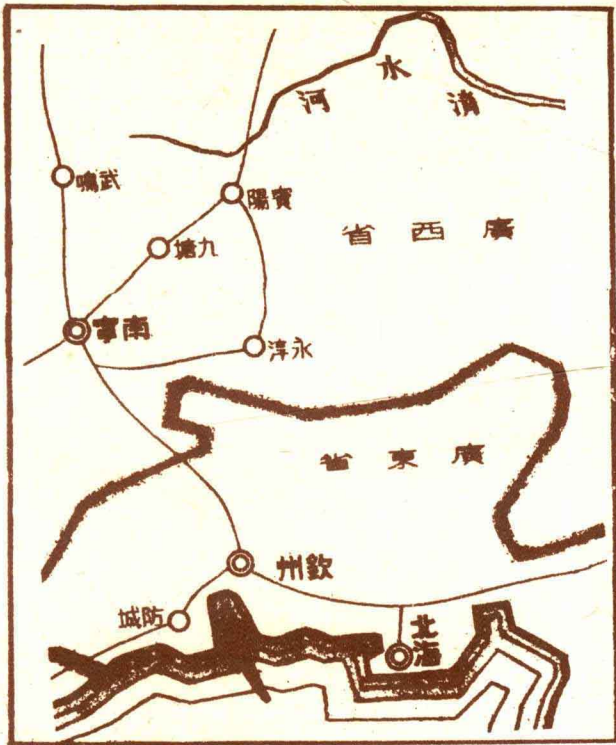 清水河
武鳴
賓陽
九塘
廣西省
南寧
永淳
廣東省
欽州
防城
北海